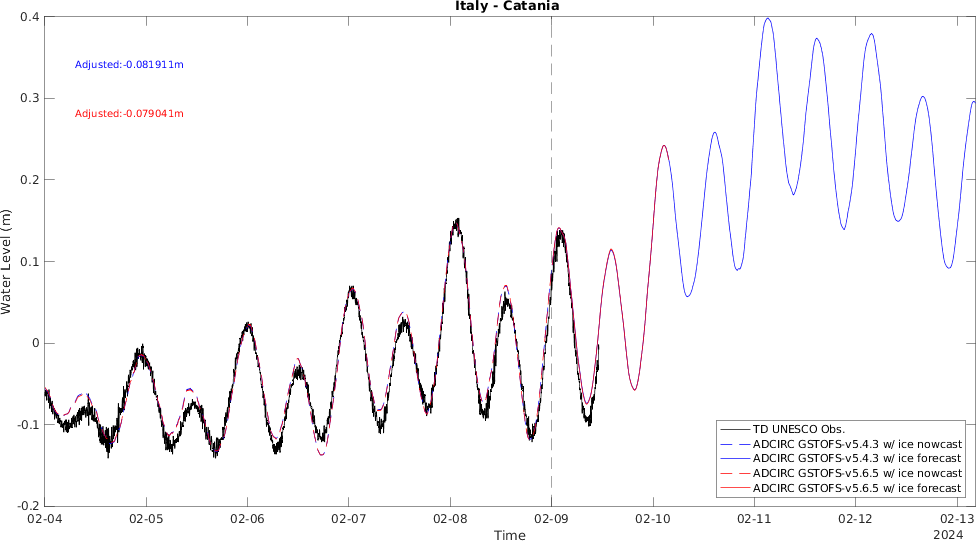 Italy - Catania
0.4
Adjusted:-0.081911m
0.3
Adjusted:-0.079041m
0.2
0.1
0
-0.1
-0.2
Water Level (m)
TD UNESCO Obs.
ADCIRC GSTOFS-v5.4.3 w/ ice nowcast
ADCIRC GSTOFS-v5.4.3 w/ ice forecast
ADCIRC GSTOFS-v5.6.5 w/ ice nowcast
ADCIRC GSTOFS-v5.6.5 w/ ice forecast
02-04 02-05 02-06 02-07 02-08 02-09 02-10 02-11 02-12 02-13
Time
2024